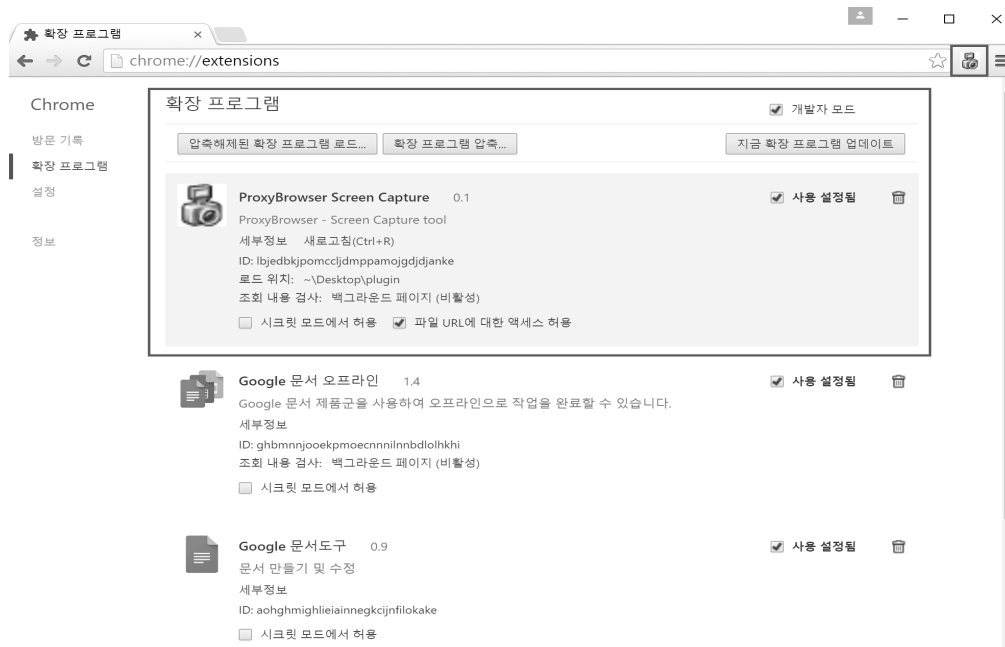 확장 프로그램
chrome://extensions
Chrome
방문 기록
확장 프로그램
설정
정보
확장 프로그램
개발자 모드
압축해제된 확장 프로그램 로드...
확장 프로그램 압축...
지금 확장 프로그램 업데이트
ProxyBrowser Screen Capture 0.1
사용 설정됨
ProxyBrowser - Screen Capture tool
세부정보 새로고침(Ctrl+R)
ID: lbjedbkjpomccljdmppamojgdjdjanke
로드 위치: ~\Desktop\plugin
조회 내용 검사: 백그라운드 페이지 (비활성)
시크릿 모드에서 허용 파일 URL에 대한 액세스 허용
Google 문서 오프라인 1.4
사용 설정됨
Google 문서 제품군을 사용하여 오프라인으로 작업을 완료할 수 있습니다.
세부정보
ID: ghbmnnjooekpmoecnnnilnnbdlolhkhi
조회 내용 검사: 백그라운드 페이지 (비활성)
시크릿 모드에서 허용
Google 문서도구 0.9
사용 설정됨
문서 만들기 및 수정
세부정보
ID: aohghmighlieiainnegkcijnfilokake
시크릿 모드에서 허용